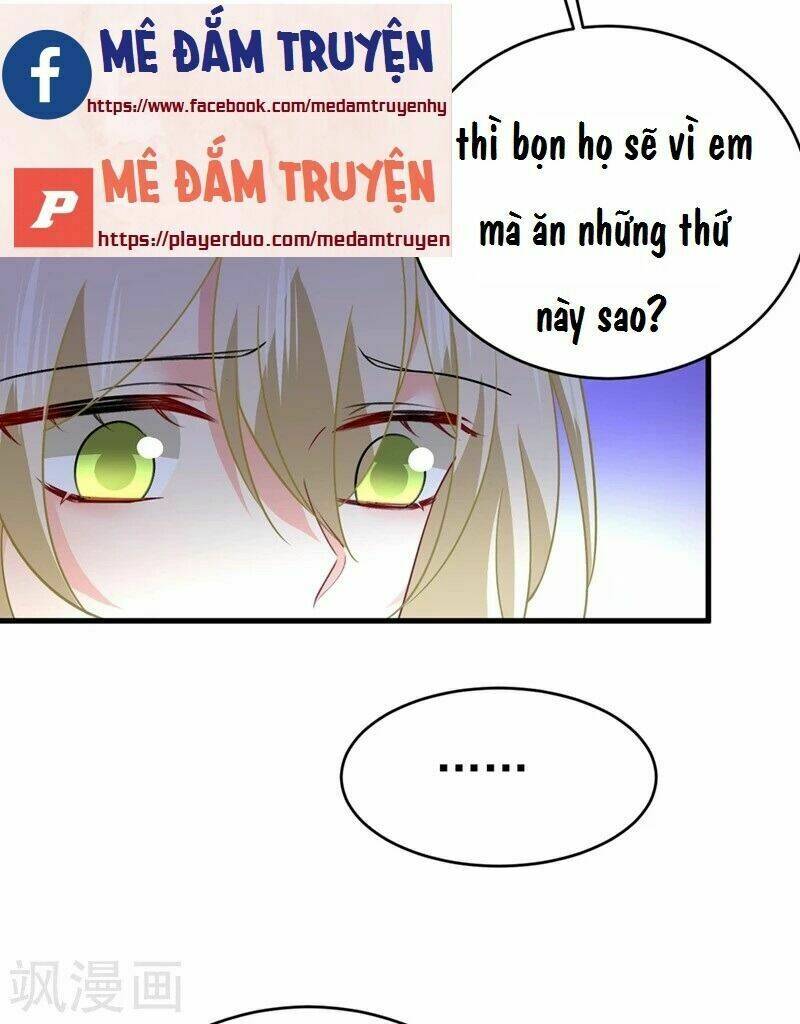 MÊ ĐẮM TRUYỆN
https://www.facebook.com/medamtruyenhy
P
MÊ ĐẮM TRUYỆN
https://playerduo.com/medamtruyen
thì bọn họ sẽ vì em
mà ăn những thứ
này sao?
......
飒漫画